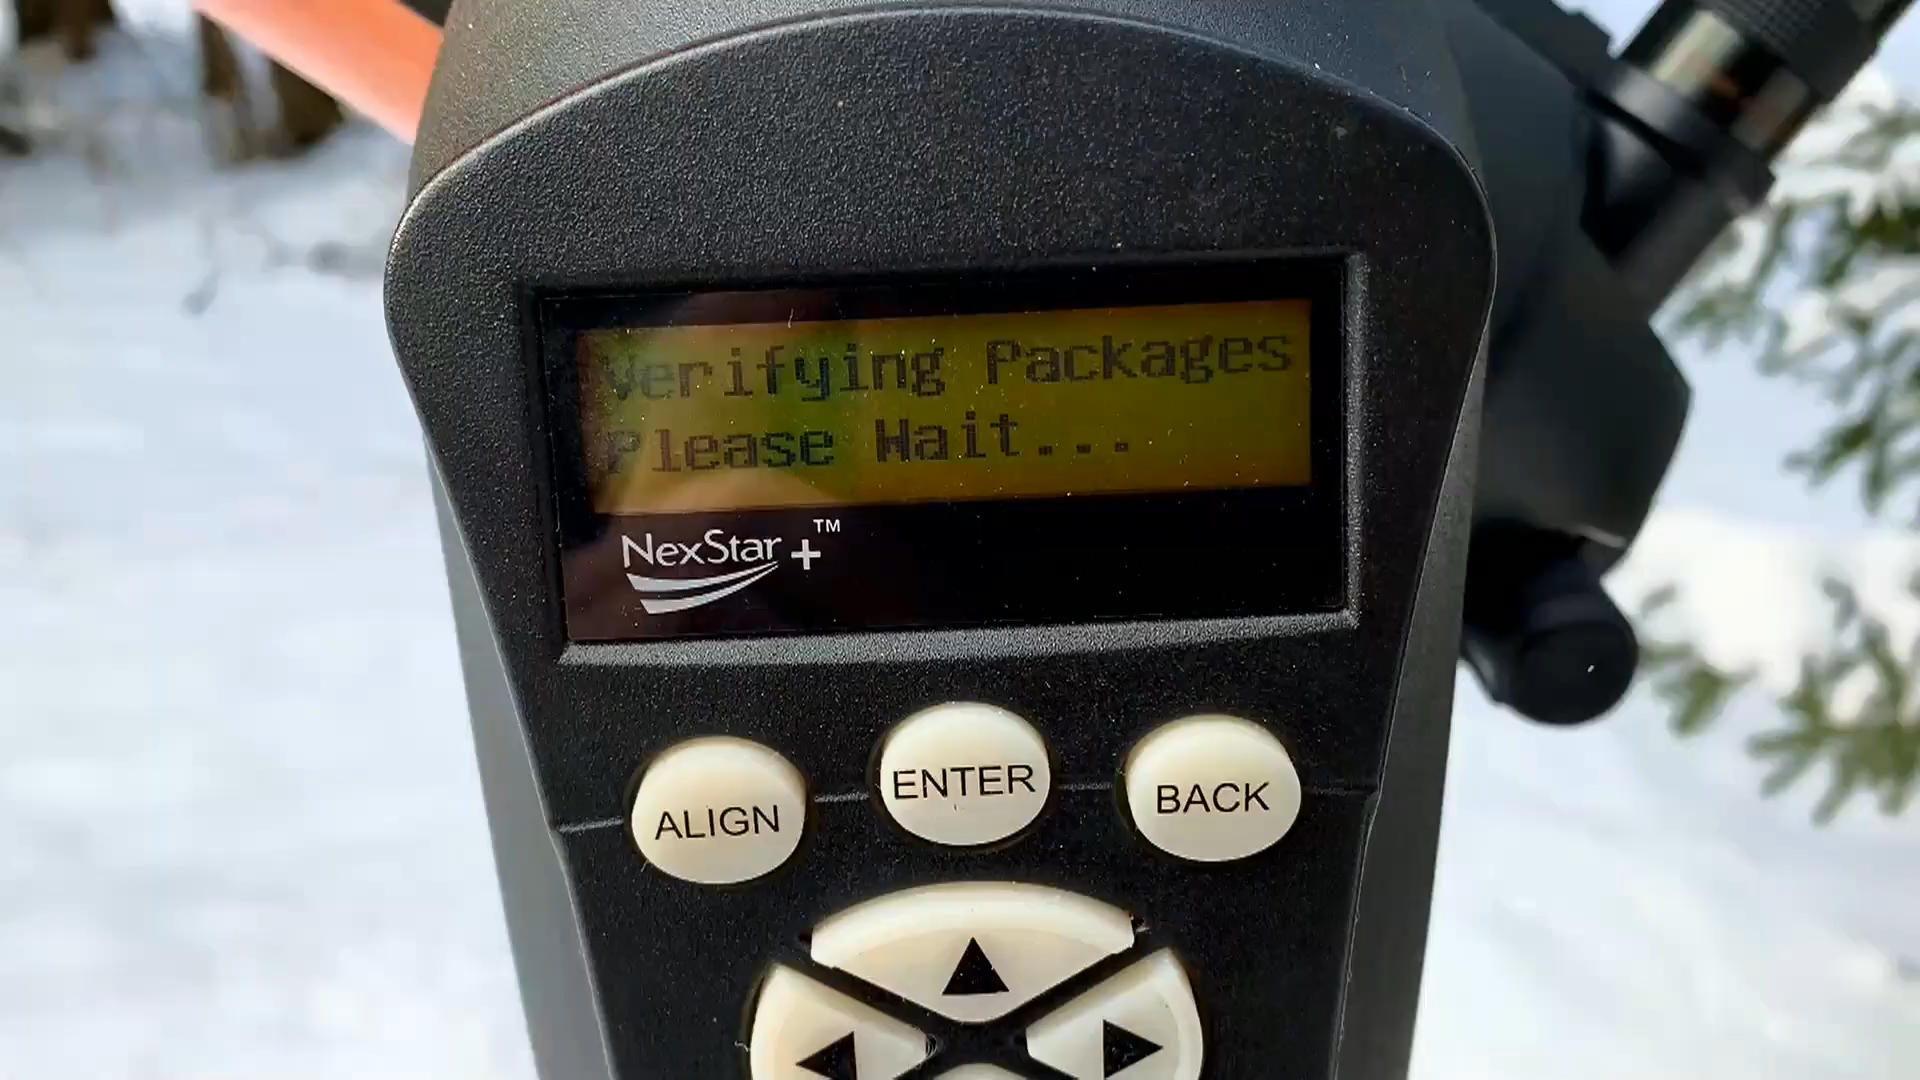 Verifying Packages
Please Wait...
NexStar+™
ALIGN
ENTER
BACK